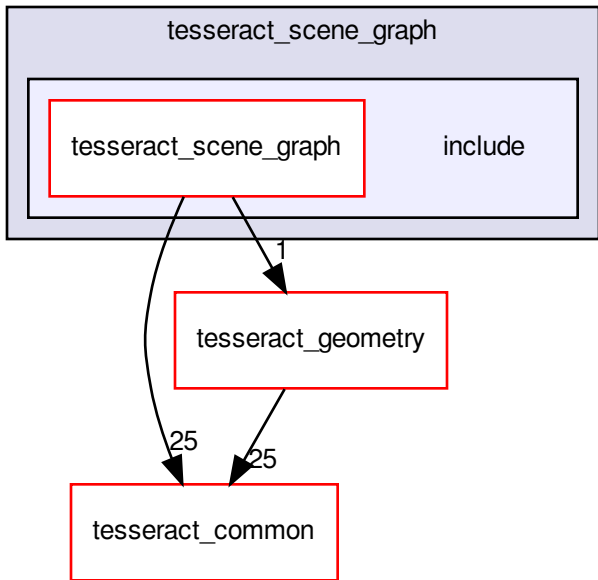 tesseract_scene_graph
tesseract_scene_graph
include
1
tesseract_geometry
25
25
tesseract_common